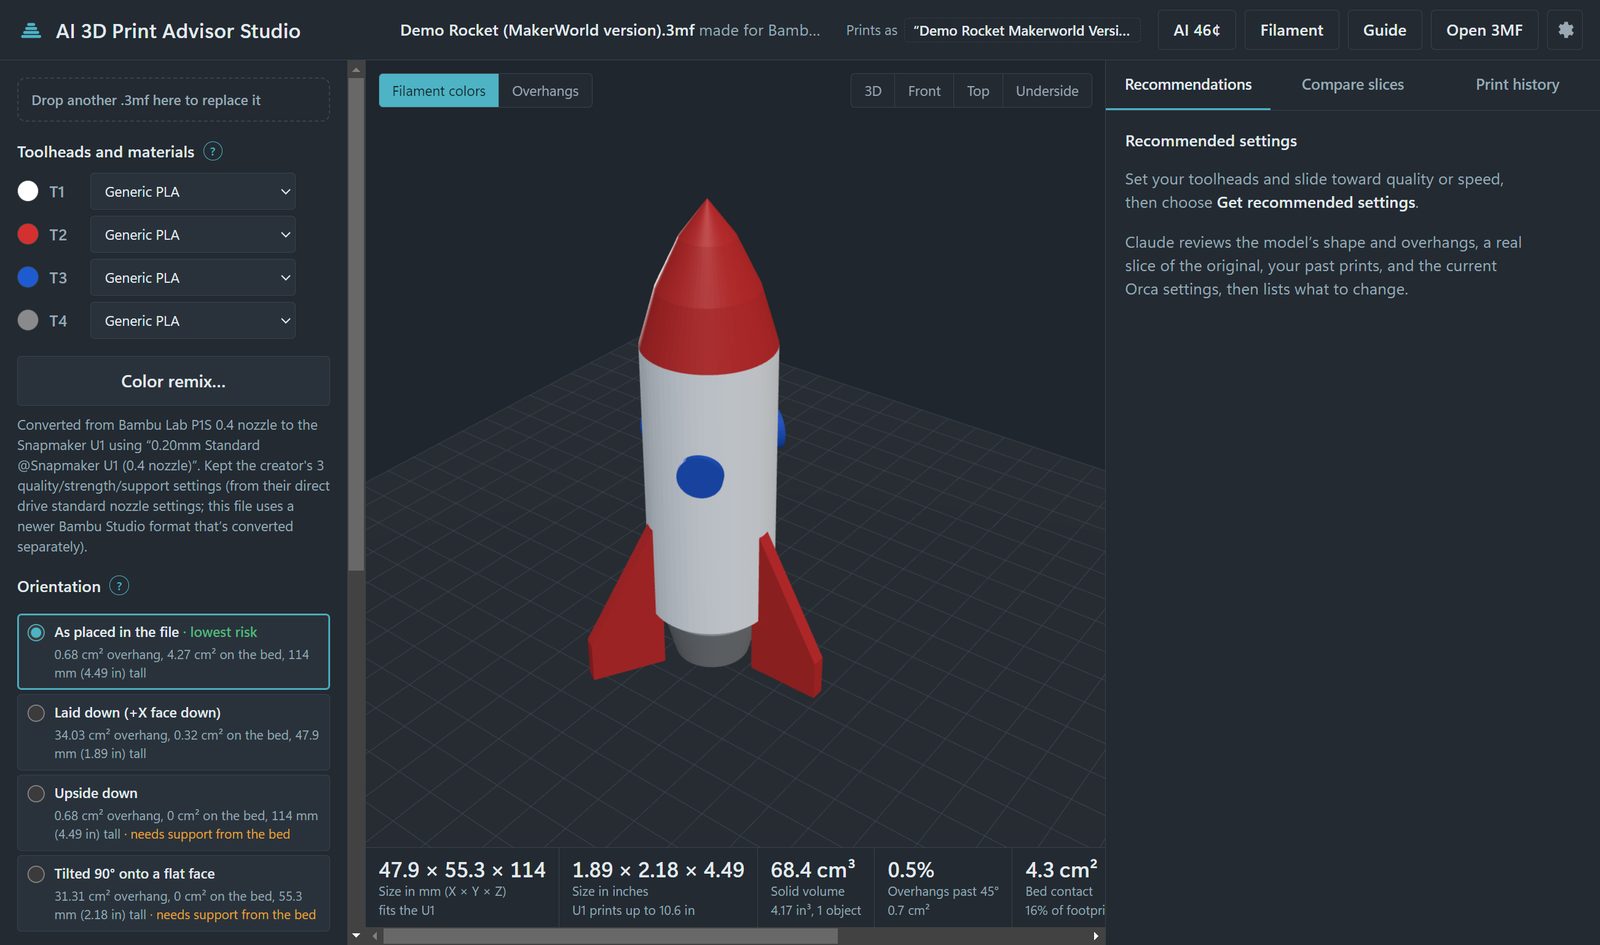 AI 3D Print Advisor Studio
Demo Rocket (MakerWorld version).3mf made for Bamb...
Prints as
“Demo Rocket Makerworld Versi...
AI 46¢
Filament
Guide
Open 3MF
Drop another .3mf here to replace it
Toolheads and materials ?
T1 Generic PLA
T2 Generic PLA
T3 Generic PLA
T4 Generic PLA
Color remix...
Converted from Bambu Lab P1S 0.4 nozzle to the
Snapmaker U1 using “0.20mm Standard
@Snapmaker U1 (0.4 nozzle)”. Kept the creator's 3
quality/strength/support settings (from their direct
drive standard nozzle settings; this file uses a
newer Bambu Studio format that’s converted
separately).
Orientation ?
As placed in the file · lowest risk
0.68 cm² overhang, 4.27 cm² on the bed, 114
mm (4.49 in) tall
Laid down (+X face down)
34.03 cm² overhang, 0.32 cm² on the bed, 47.9
mm (1.89 in) tall
Upside down
0.68 cm² overhang, 0 cm² on the bed, 114 mm
(4.49 in) tall · needs support from the bed
Tilted 90° onto a flat face
31.31 cm² overhang, 0 cm² on the bed, 55.3
mm (2.18 in) tall · needs support from the bed
Filament colors
Overhangs
3D
Front
Top
Underside
47.9 × 55.3 × 114
Size in mm (X × Y × Z)
fits the U1
1.89 × 2.18 × 4.49
Size in inches
U1 prints up to 10.6 in
68.4 cm³
Solid volume
4.17 in³, 1 object
0.5%
Overhangs past 45°
0.7 cm²
4.3 cm²
Bed contact
16% of footpri
Recommendations
Compare slices
Print history
Recommended settings
Set your toolheads and slide toward quality or speed,
then choose Get recommended settings.
Claude reviews the model’s shape and overhangs, a real
slice of the original, your past prints, and the current
Orca settings, then lists what to change.